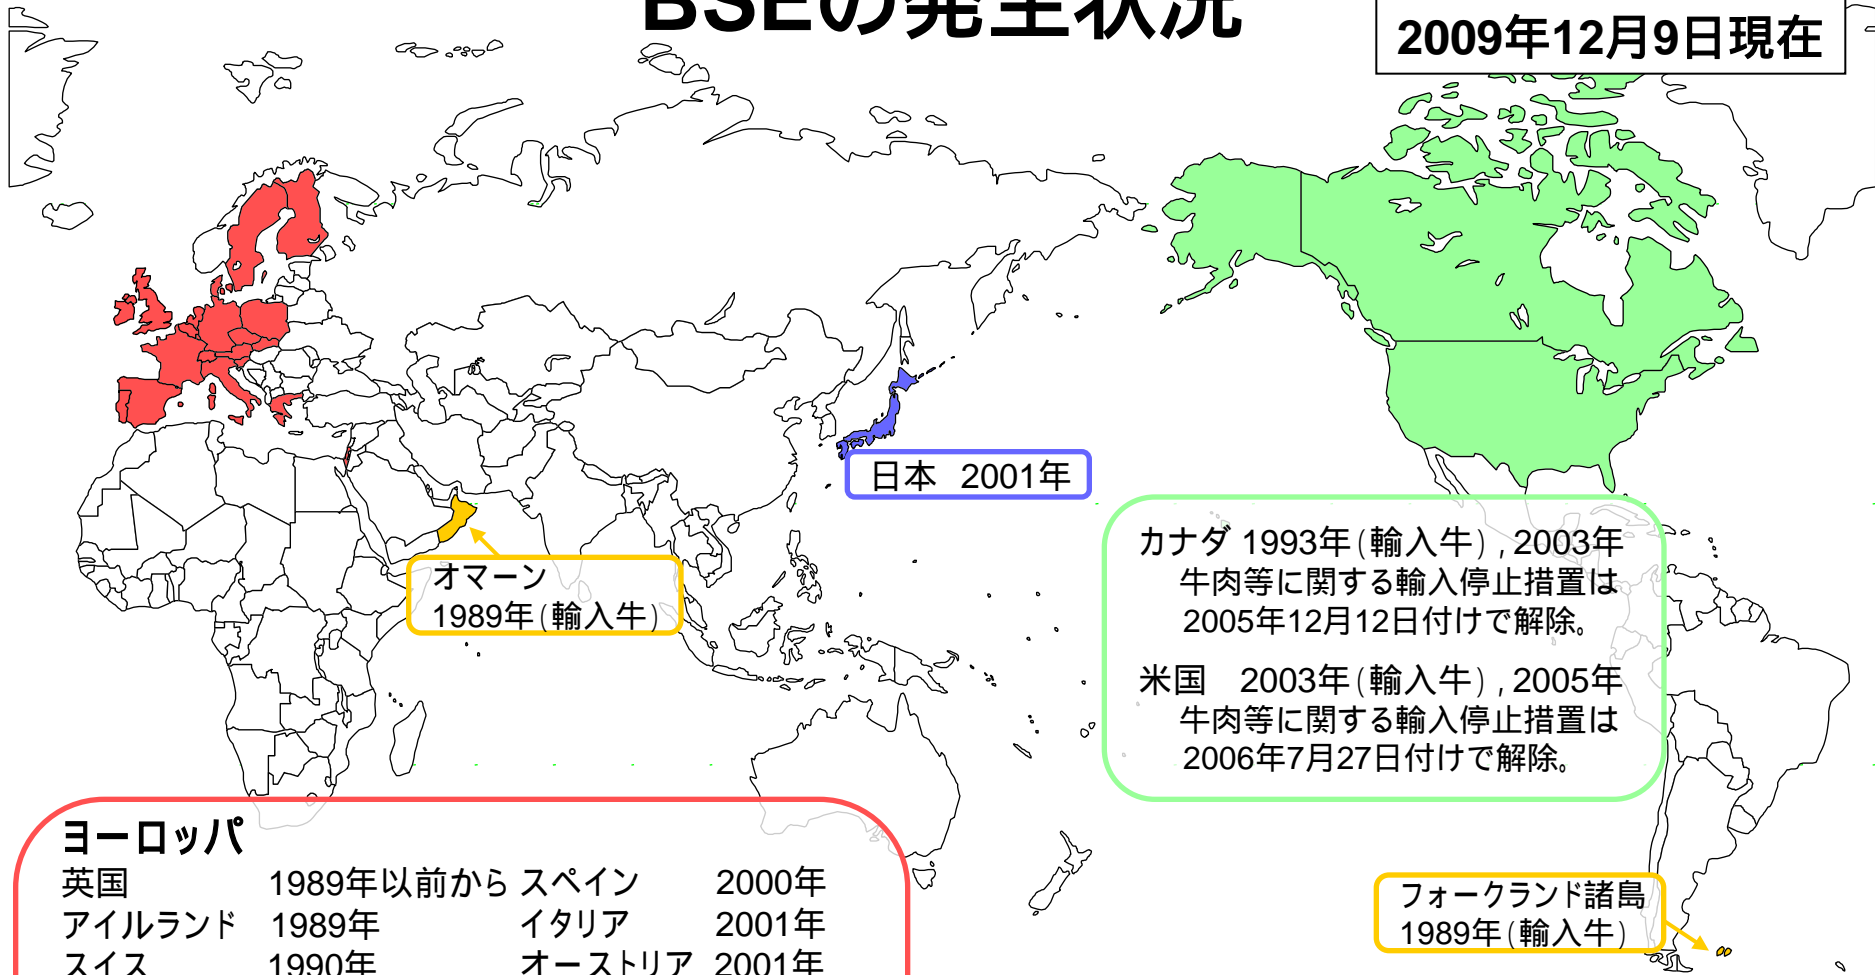 BSEの発生状況
2009年12月9日現在
日本 2001年
オマーン
1989年(輸入牛)
カナダ 1993年(輸入牛),2003年
牛肉等に関する輸入停止措置は
2005年12月12日付けで解除。
米国 2003年(輸入牛),2005年
牛肉等に関する輸入停止措置は
2006年7月27日付けで解除。
ヨーロッパ
英国 1989年以前から スペイン 2000年
アイルランド 1989年 イタリア 2001年
スイス 1990年 オーストリア 2001年
フォークランド諸島
1989年(輸入牛)